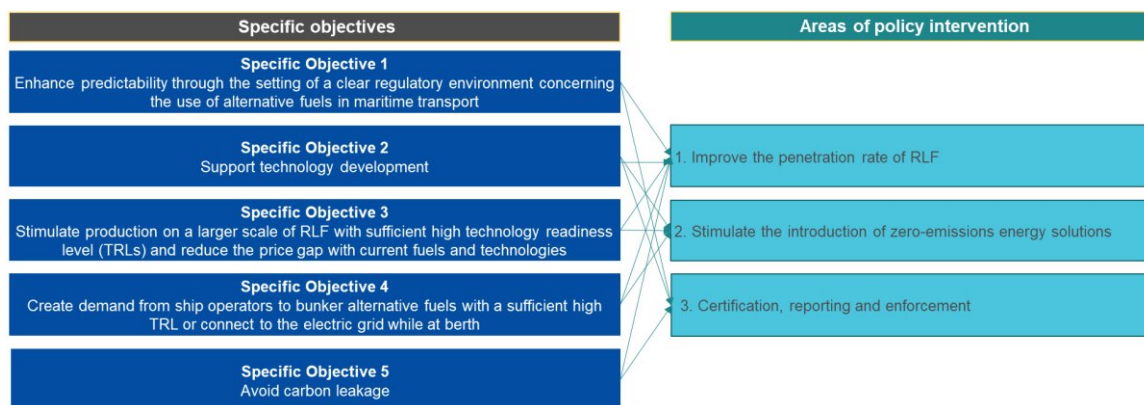 Specific objectives
Areas of policy intervention
Specific Objective 1
Enhance predictability through the setting of a clear regulatory environment concerning
the use of alternative fuels in maritime transport
Specific Objective 2
Support technology development
Specific Objective 3
Stimulate production on a larger scale of RLF with sufficient high technology readiness
level (TRLs) and reduce the price gap with current fuels and technologies
Specific Objective 4
Create demand from ship operators to bunker alternative fuels with a sufficient high
TRL or connect to the electric grid while at berth
Specific Objective 5
Avoid carbon leakage
1. Improve the penetration rate of RLF
2. Stimulate the introduction of zero-emissions energy solutions
3. Certification, reporting and enforcement